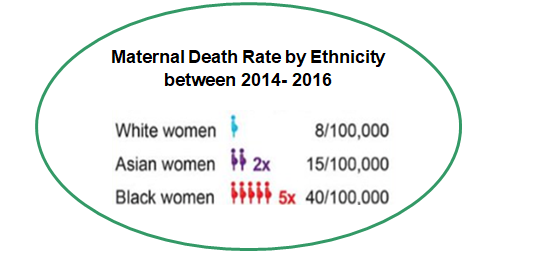 Maternal Death Rate by Ethnicity
between 2014- 2016
White women 8/100,000
Asian women 2x 15/100,000
Black women 5x 40/100,000